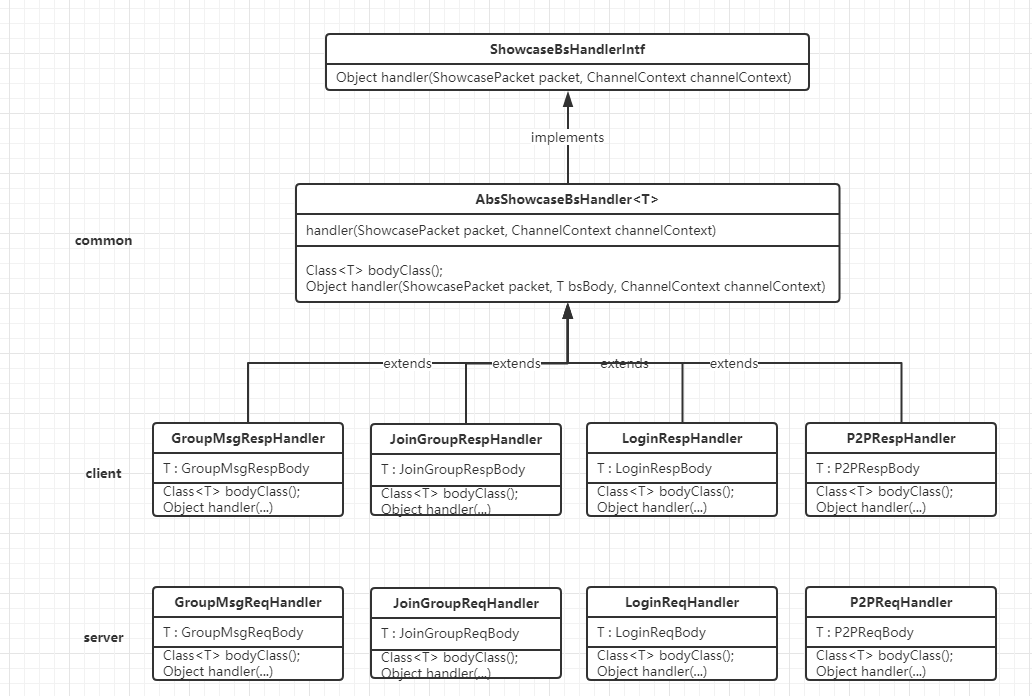 ShowcaseBsHandlerIntf
Object handler(ShowcasePacket packet, ChannelContext channelContext)
implements
AbsShowcaseBsHandler<T>
handler(ShowcasePacket packet, ChannelContext channelContext)
common
Class<T> bodyClass();
Object handler(ShowcasePacket packet, T bsBody, ChannelContext channelContext)
extends
extends
extends
extends
client
GroupMsgRespHandler
T : GroupMsgRespBody
Class<T> bodyClass();
Object handler(...)
JoinGroupRespHandler
T : JoinGroupRespBody
Class<T> bodyClass();
Object handler(...)
LoginRespHandler
T : LoginRespBody
Class<T> bodyClass();
Object handler(...)
P2PRespHandler
T : P2PRespBody
Class<T> bodyClass();
Object handler(...)
server
GroupMsgReqHandler
T : GroupMsgReqBody
Class<T> bodyClass();
Object handler(...)
JoinGroupReqHandler
T : JoinGroupReqBody
Class<T> bodyClass();
Object handler(...)
LoginReqHandler
T : LoginReqBody
Class<T> bodyClass();
Object handler(...)
P2PReqHandler
T : P2PReqBody
Class<T> bodyClass();
Object handler(...)